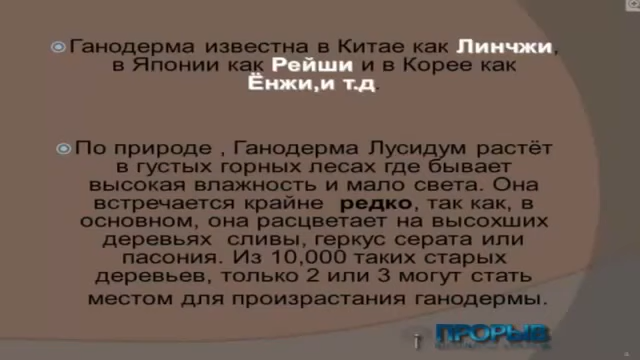 Ганодерма известна в Китае как Линчжи,
в Японии как Рейши и в Корее как
Ёнжи,и т.д.
По природе , Ганодерма Лусидум растёт
в густых горных лесах где бывает
высокая влажность и мало света. Она
встречается крайне редко, так как, в
основном, она расцветает на высохших
деревьях сливы, геркус серата или
пасония. Из 10,000 таких старых
деревьев, только 2 или 3 могут стать
местом для произрастания ганодермы.
ПРОРЫВ